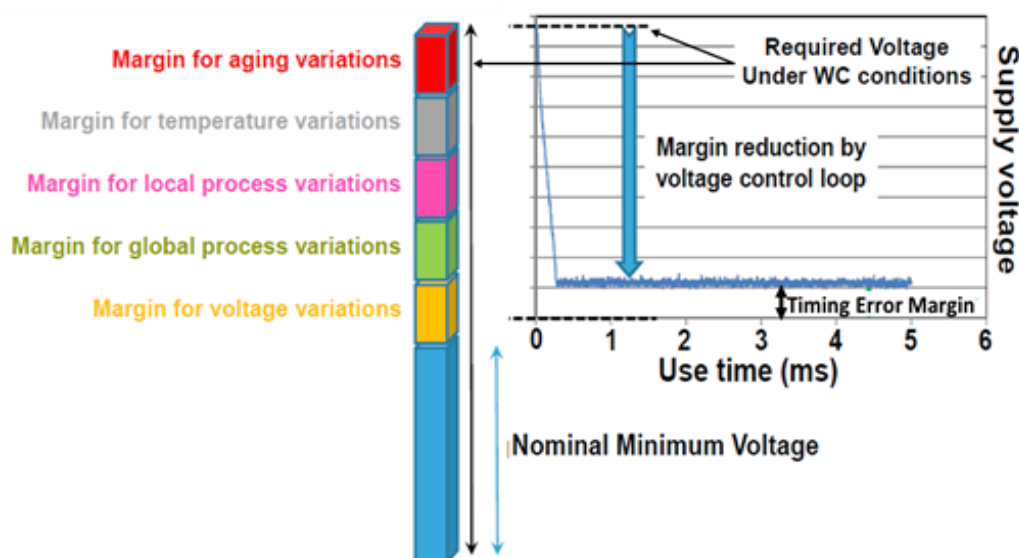 Margin for aging variations
Margin for temperature variations
Margin for local process variations
Margin for global process variations
Margin for voltage variations
Nominal Minimum Voltage
Required Voltage
Under WC conditions
Margin reduction by
voltage control loop
Timing Error Margin
0 1 2 3 4 5 6
Use time (ms)
Supply voltage